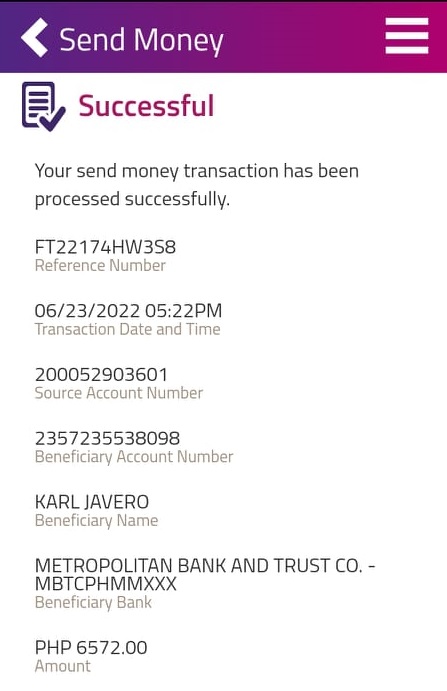 Send Money
Successful
Your send money transaction has been
processed successfully.
FT22174HW3S8
Reference Number
06/23/2022 05:22PM
Transaction Date and Time
200052903601
Source Account Number
2357235538098
Beneficiary Account Number
KARL JAVERO
Beneficiary Name
METROPOLITAN BANK AND TRUST CO. -
MBTCPHMMXXX
Beneficiary Bank
PHP 6572.00
Amount